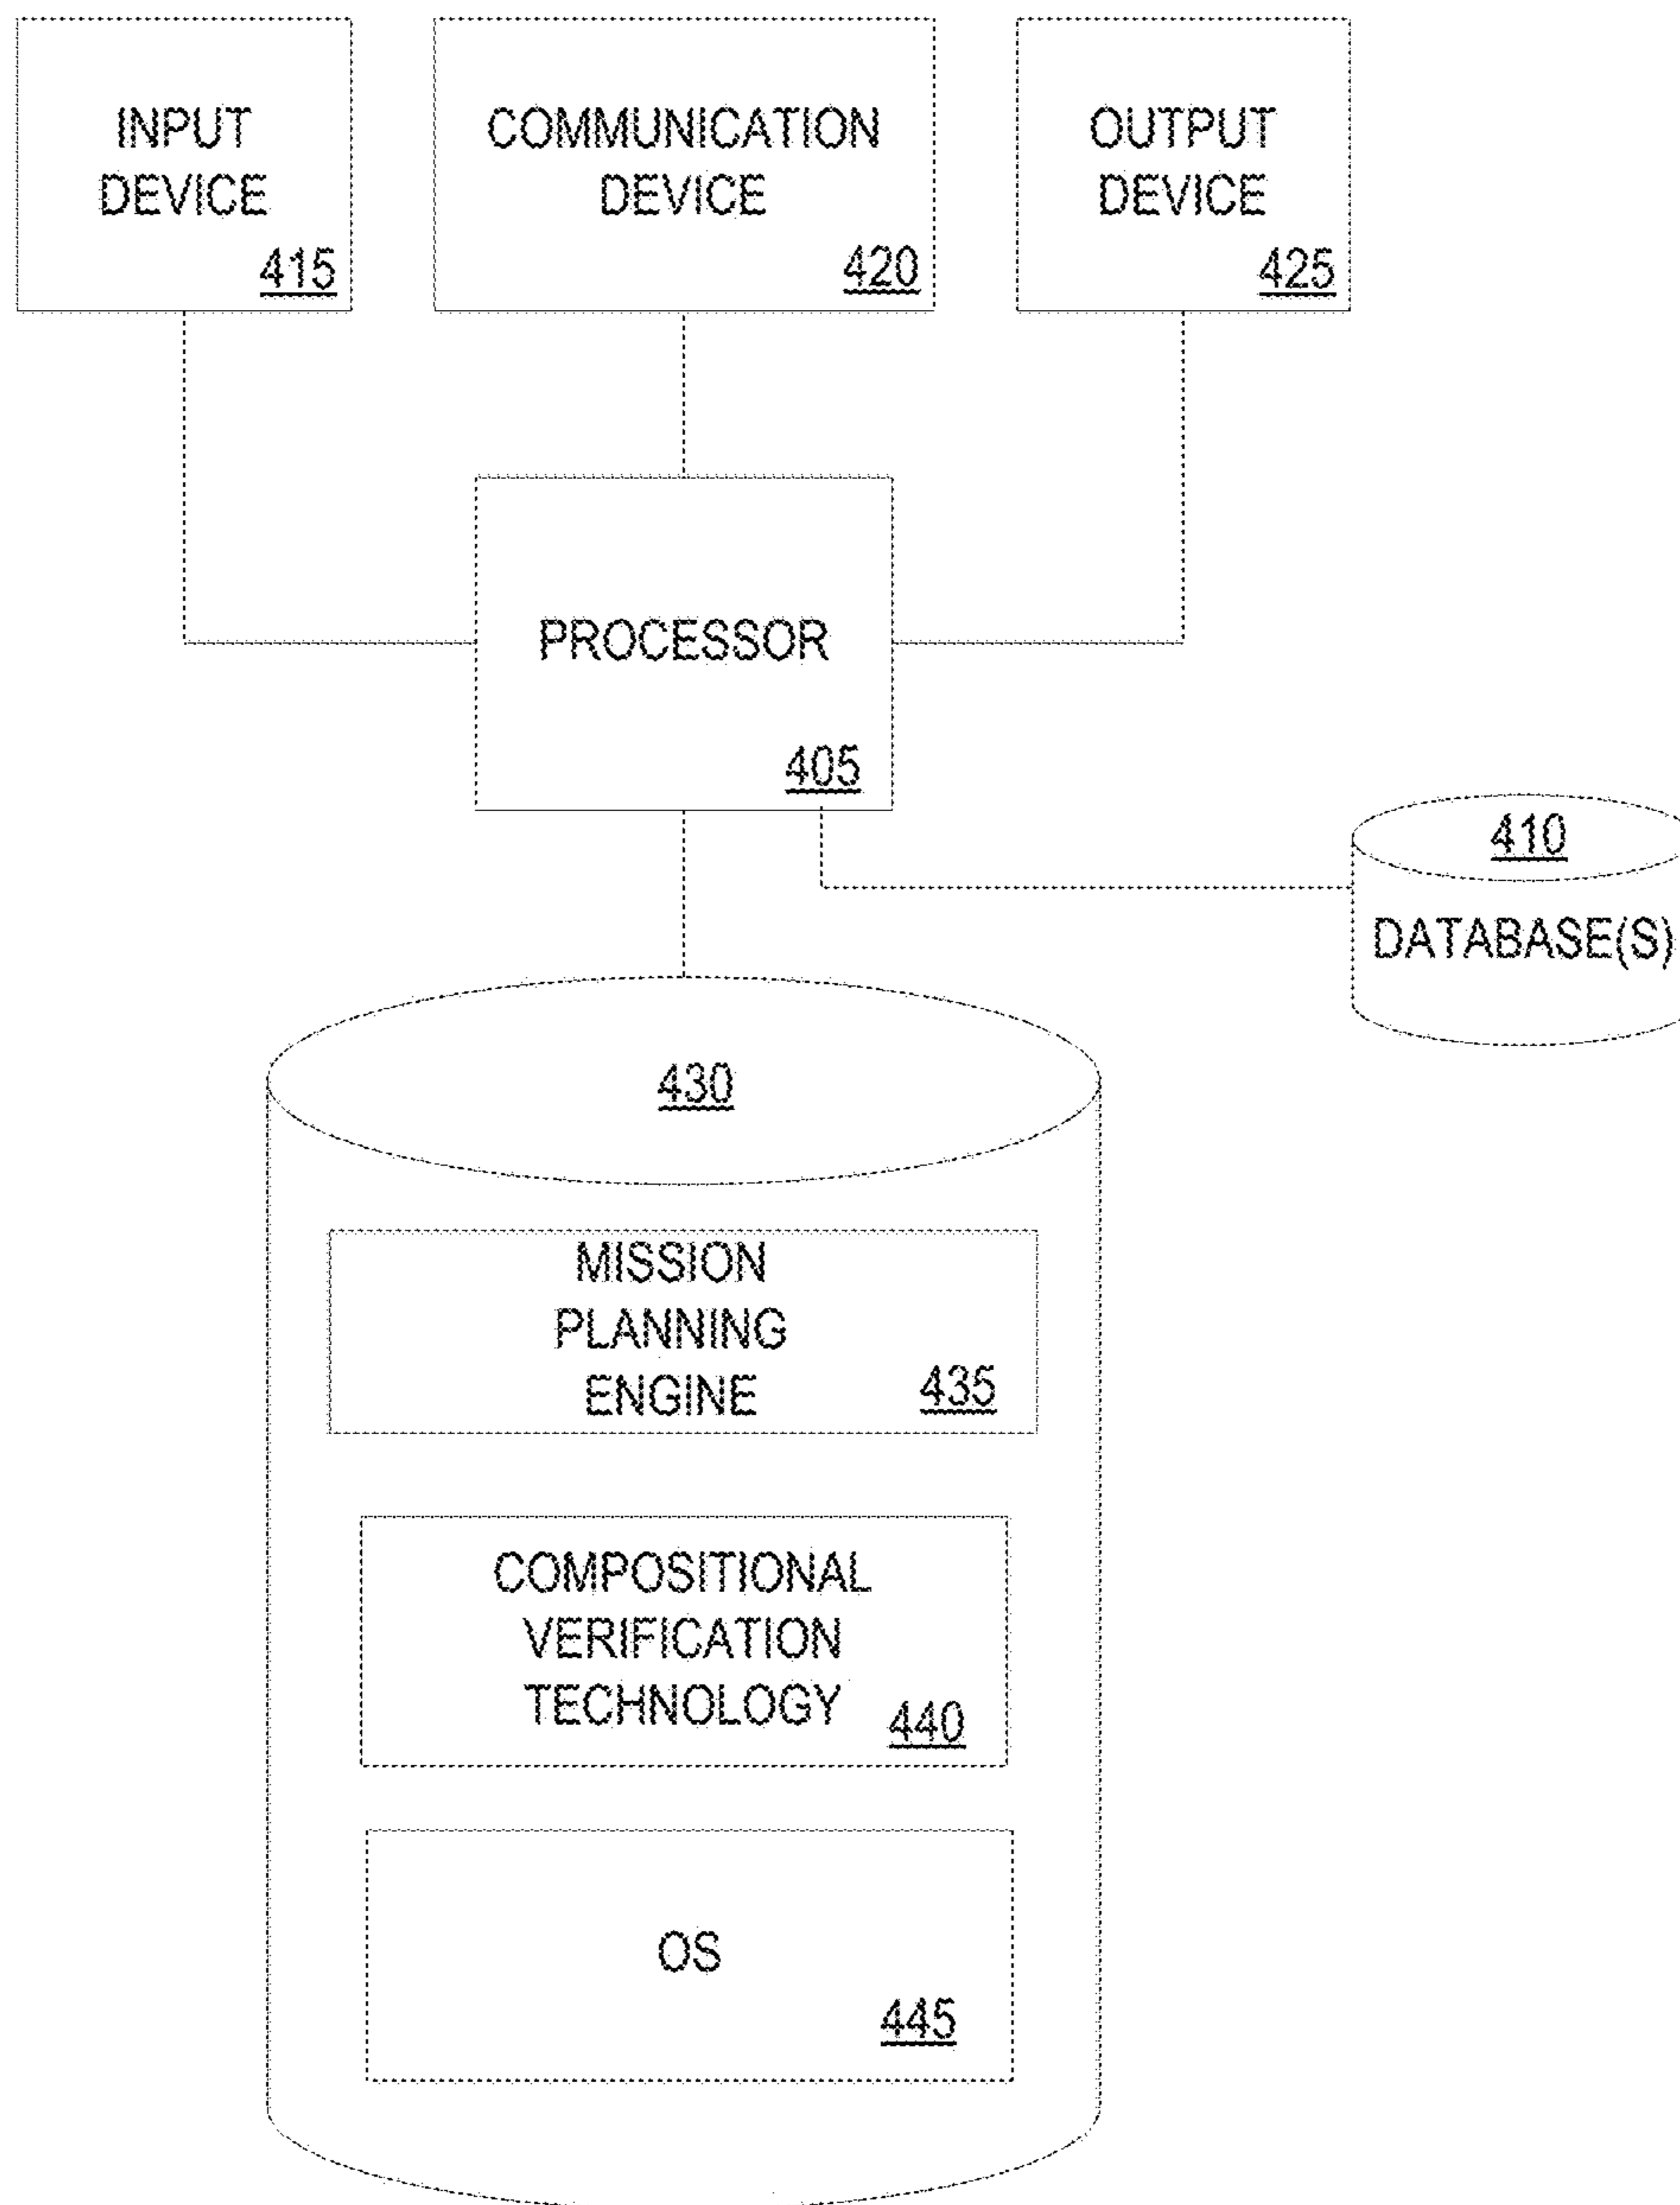 INPUT
DEVICE
415
COMMUNICATION
DEVICE
420
OUTPUT
DEVICE
425
PROCESSOR
405
410
DATABASE(S)
430
MISSION
PLANNING
ENGINE
435
COMPOSITIONAL
VERIFICATION
TECHNOLOGY
440
OS
445